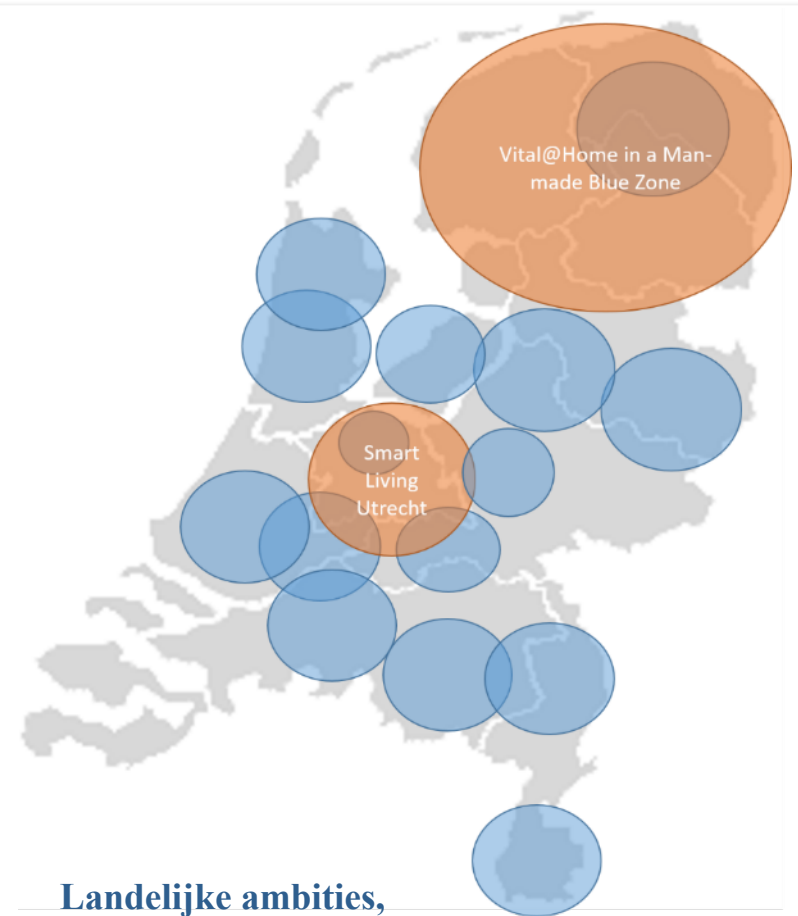 Vital@Home in a Man-
made Blue Zone
Smart
Living
Utrecht
Landelijke ambities,